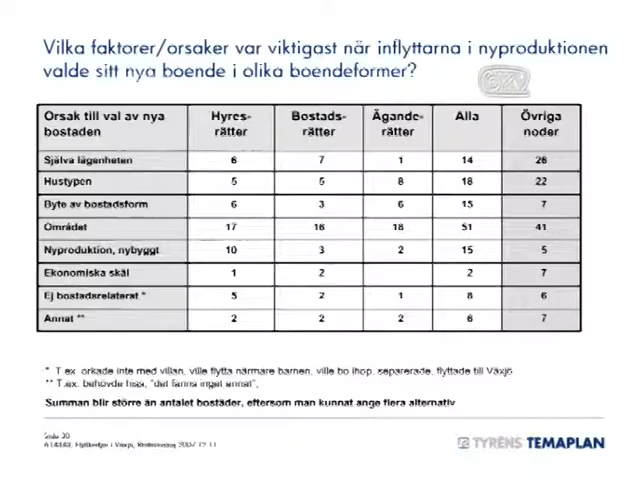 Vilka faktorer/orsaker var viktigast när inflyttarna i nyproduktionen
valde sitt nya boende i olika boendeformer?
Orsak till val av nya bostaden Hyres-rätter Bostads-rätter Ägande-rätter Alla Övriga noder
Själva lägenheten 6 7 1 14 26
Hustypen 5 5 8 18 22
Byte av bostadsform 6 3 6 15 7
Området 17 16 18 51 41
Nyproduktion, nybyggt 10 3 2 15 5
Ekonomiska skäl 1 2 2 7
Ej bostadsrelaterat * 5 2 1 8 6
Annat ** 2 2 2 6 7
* T ex orkade inte med villan, ville flytta närmare barnen, ville bo ihop, separerade, flyttade till Växjö
** T.ex. behövde hiss, "det fanns inget annat",
Summan blir större än antalet bostäder, eftersom man kunnat ange flera alternativ
TYRÉNS TEMAPLAN